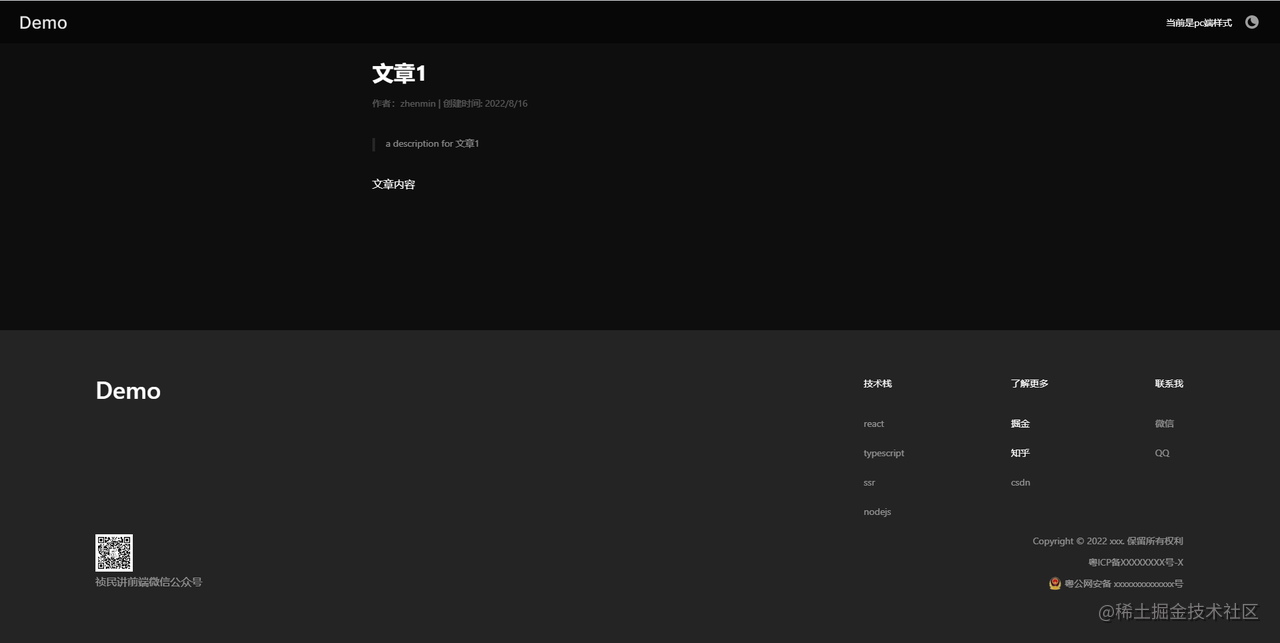 Demo
当前是pc端样式
文章1
作者：zhenmin | 创建时间: 2022/8/16
a description for 文章1
文章内容
Demo
技术栈
了解更多
联系我
react
掘金
微信
typescript
知乎
QQ
ssr
csdn
nodejs
祯民讲前端微信公众号
Copyright © 2022 xxx. 保留所有权利
粤ICP备XXXXXXXX号-X
粤公网安备 xxxxxxxxxxxxxx号
@稀土掘金技术社区